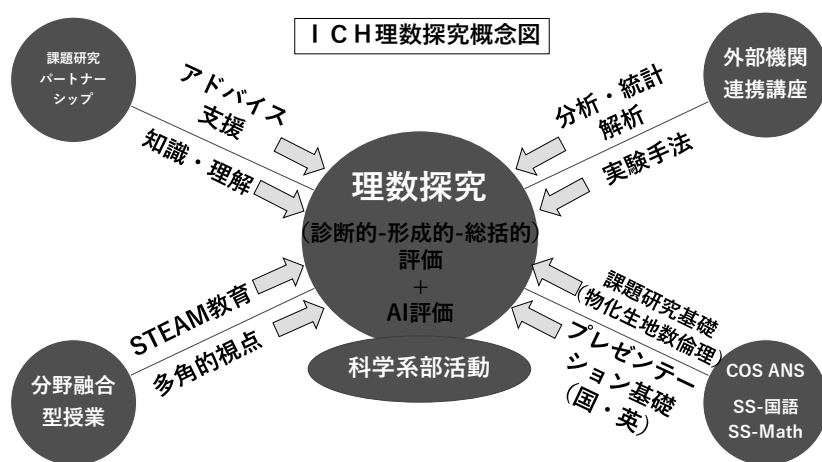 ＩＣＨ理数探究概念図
課題研究
パートナー
シップ
アドバイス
支援
知識・理解
外部機関
連携講座
分析・統計
解析
実験手法
理数探究
(診断的-形成的-総括的)
評価
+
AI評価
科学系部活動
STEAM教育
多角的視点
分野融合
型授業
課題研究基礎
(物化生地数倫理)
プレゼンテー
ション基礎
(国・英)
COS ANS
SS-国語
SS-Math